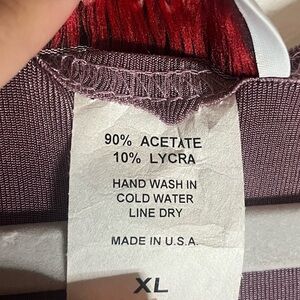 90% ACETATE
10% LYCRA
HAND WASH IN
COLD WATER
LINE DRY
MADE IN U.S.A.
XL